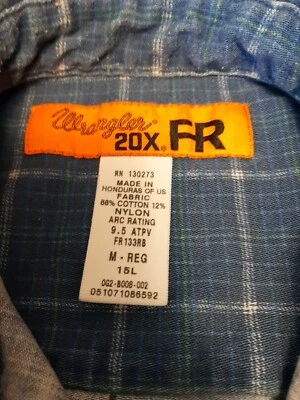 Wrangler
20X. FR
RN 130273
MADE IN
HONDURAS OF US
FABRIC
88% COTTON 12%
NYLON
ARC RATING
9.5 ATPV
FR133RB
M - REG
15L
0G2-B00B-002
051071086592